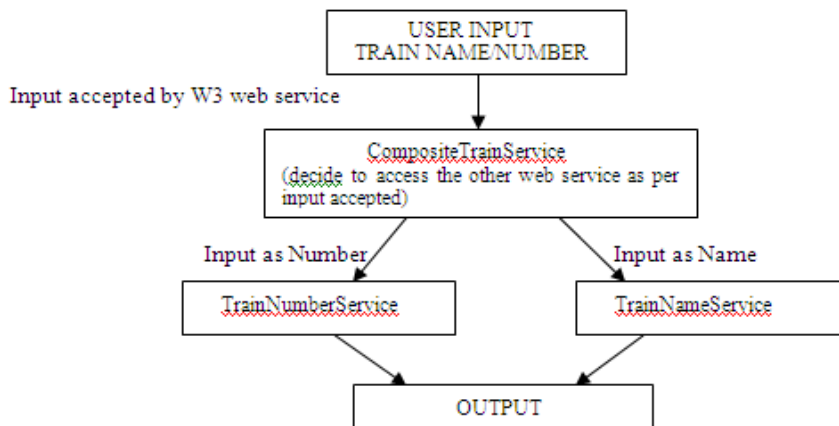 USER INPUT
TRAIN NAME/NUMBER
Input accepted by W3 web service
CompositeTrainService
(decide to access the other web service as per
input accepted)
Input as Number
Input as Name
TrainNumberService
TrainNameService
OUTPUT